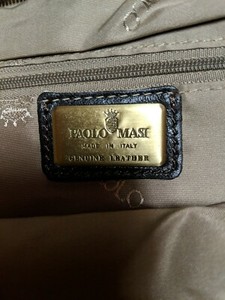 PAOLO MASI
MADE IN ITALY
GENUINE LEATHER